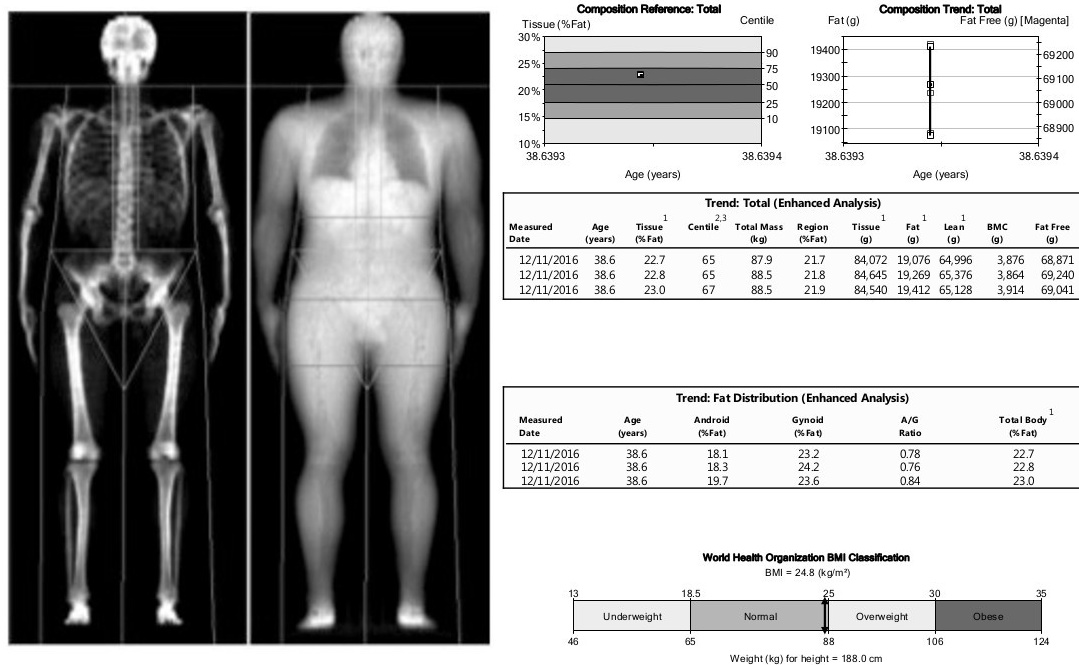 Composition Reference: Total
Tissue (%Fat) Centile
30%
25%
20%
15%
10%
90
75
50
25
10
38.6393 38.6394
Age (years)
Composition Trend: Total
Fat (g) Fat Free (g) [Magenta]
19400
19300
19200
19100
69200
69100
69000
68900
38.6393 38.6394
Age (years)
Trend: Total (Enhanced Analysis)
1 2,3 1 1 1
Measured Age Tissue Centile Total Mass Region Tissue Fat Lean BMC Fat Free
Date (years) (%Fat) (kg) (%Fat) (g) (g) (g) (g) (g)
12/11/2016 38.6 22.7 65 87.9 21.7 84,072 19,076 64,996 3,876 68,871
12/11/2016 38.6 22.8 65 88.5 21.8 84,645 19,269 65,376 3,864 69,240
12/11/2016 38.6 23.0 67 88.5 21.9 84,540 19,412 65,128 3,914 69,041
Trend: Fat Distribution (Enhanced Analysis)
1
Measured Age Android Gynoid A/G Total Body
Date (years) (%Fat) (%Fat) Ratio (%Fat)
12/11/2016 38.6 18.1 23.2 0.78 22.7
12/11/2016 38.6 18.3 24.2 0.76 22.8
12/11/2016 38.6 19.7 23.6 0.84 23.0
World Health Organization BMI Classification
BMI = 24.8 (kg/m²)
13 18.5 25 30 35
Underweight Normal Overweight Obese
46 65 88 106 124
Weight (kg) for height = 188.0 cm